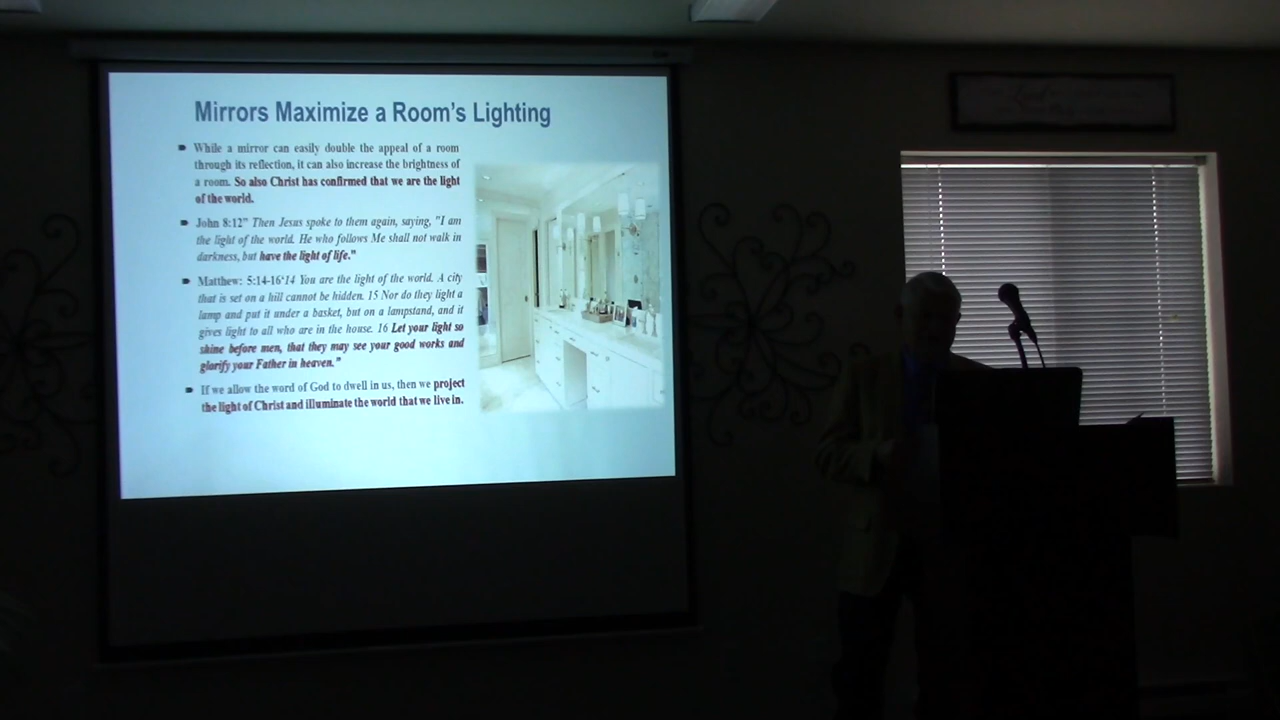 Mirrors Maximize a Room's Lighting
While a mirror can easily double the appeal of a room
through its reflection, it can also increase the brightness of
a room. So also Christ has confirmed that we are the light
of the world.
John 8:12" Then Jesus spoke to them again, saying, "I am
the light of the world. He who follows Me shall not walk in
darkness, but have the light of life."
Matthew: 5:14-16"14 You are the light of the world. A city
that is set on a hill cannot be hidden. 15 Nor do they light a
lamp and put it under a basket, but on a lampstand, and it
gives light to all who are in the house. 16 Let your light so
shine before men, that they may see your good works and
glorify your Father in heaven."
If we allow the word of God to dwell in us, then we project
the light of Christ and illuminate the world that we live in.